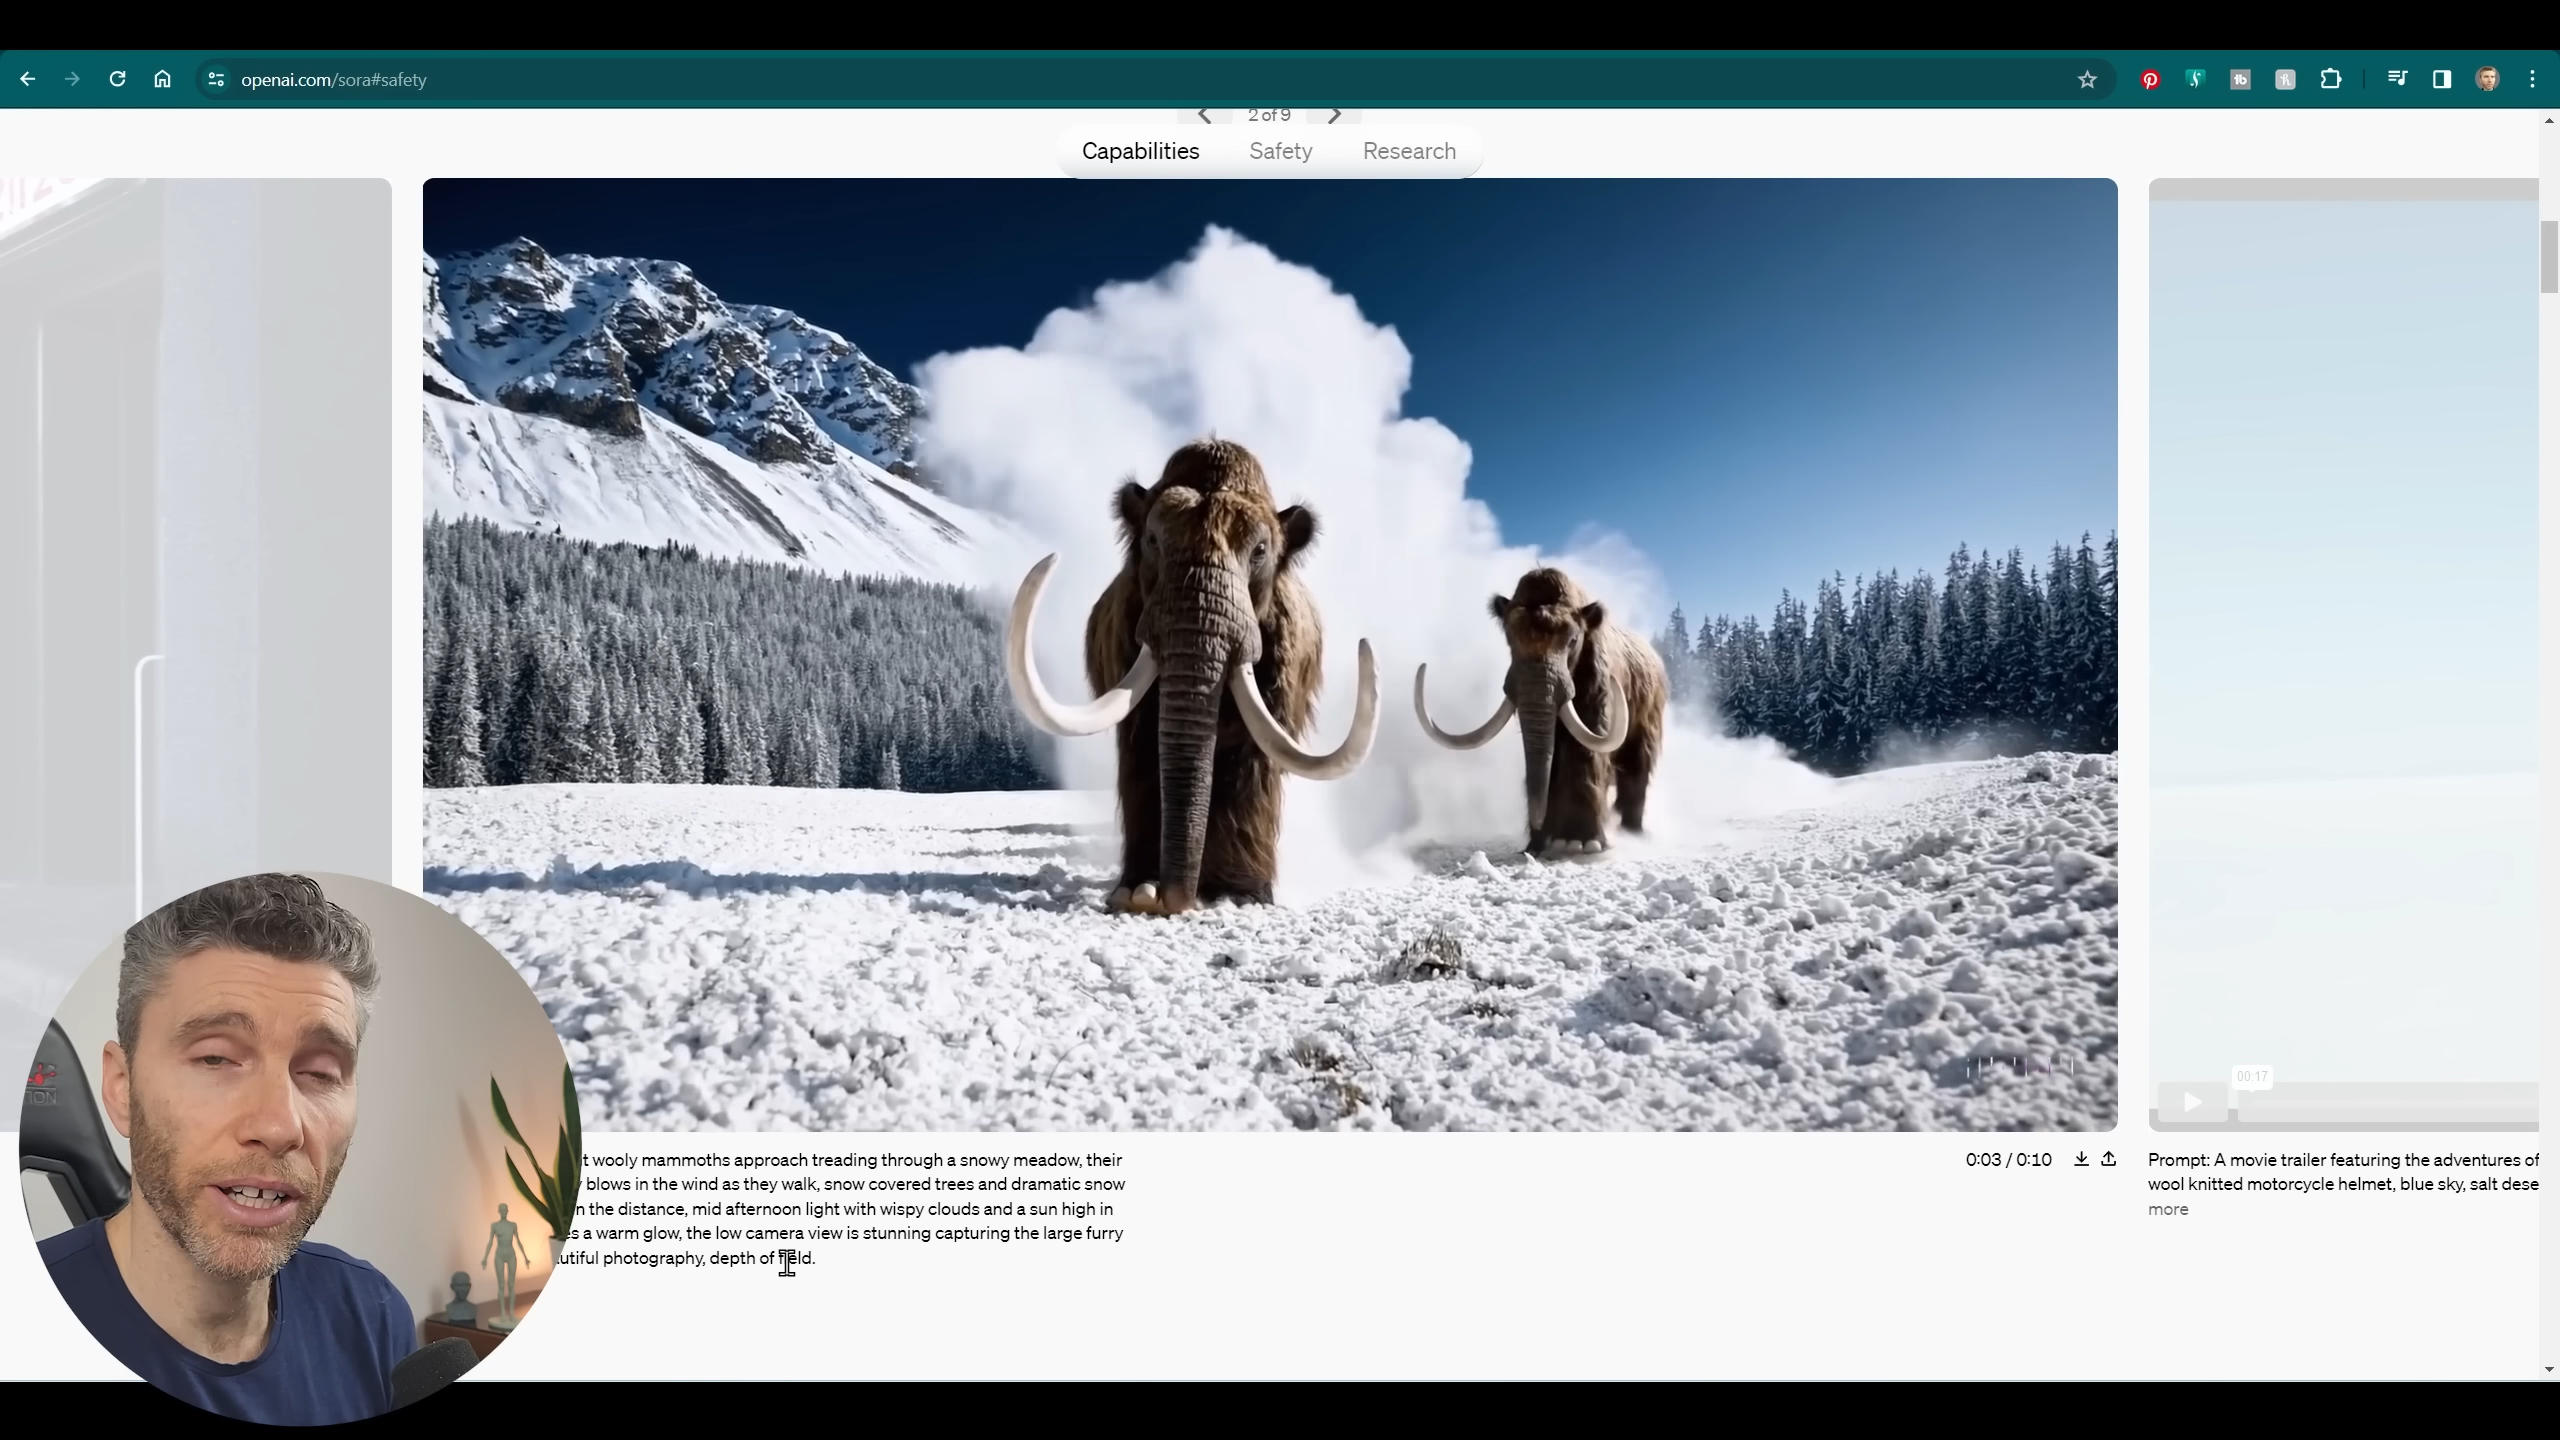 openai.com/sora#safety
2 of 9
Capabilities Safety Research
wooly mammoths approach treading through a snowy meadow, their
blows in the wind as they walk, snow covered trees and dramatic snow
n the distance, mid afternoon light with wispy clouds and a sun high in
a warm glow, the low camera view is stunning capturing the large furry
utiful photography, depth of field.
0:03 / 0:10
00:17
Prompt: A movie trailer featuring the adventures of
wool knitted motorcycle helmet, blue sky, salt dese
more